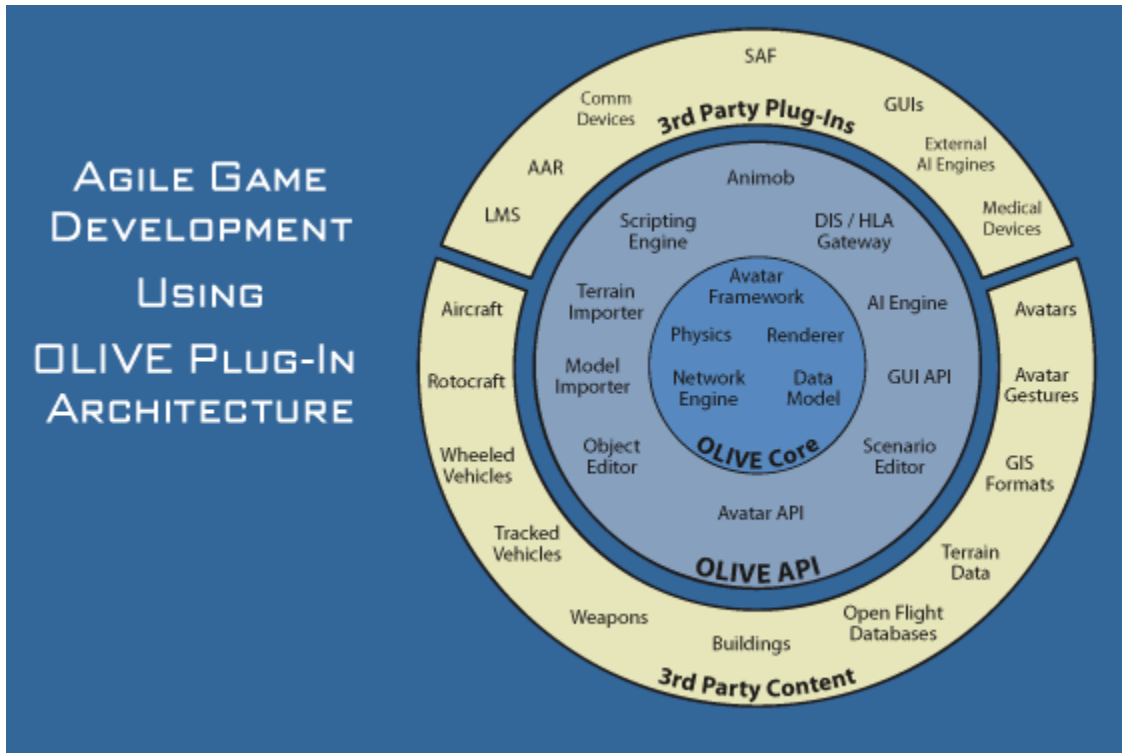 AGILE GAME
DEVELOPMENT
USING
OLIVE PLUG-IN
ARCHITECTURE
SAF
Comm
Devices
GUIs
3rd Party Plug-Ins
External
AI Engines
AAR
LMS
Medical
Devices
Animob
Scripting
Engine
DIS / HLA
Gateway
Terrain
Importer
AI Engine
Model
Importer
GUI API
Object
Editor
Scenario
Editor
Avatar API
OLIVE API
Avatar
Framework
Physics
Renderer
Network
Engine
Data
Model
OLIVE Core
Aircraft
Rotocraft
Wheeled
Vehicles
Tracked
Vehicles
Weapons
Buildings
Open Flight
Databases
Terrain
Data
GIS
Formats
Avatar
Gestures
Avatars
3rd Party Content